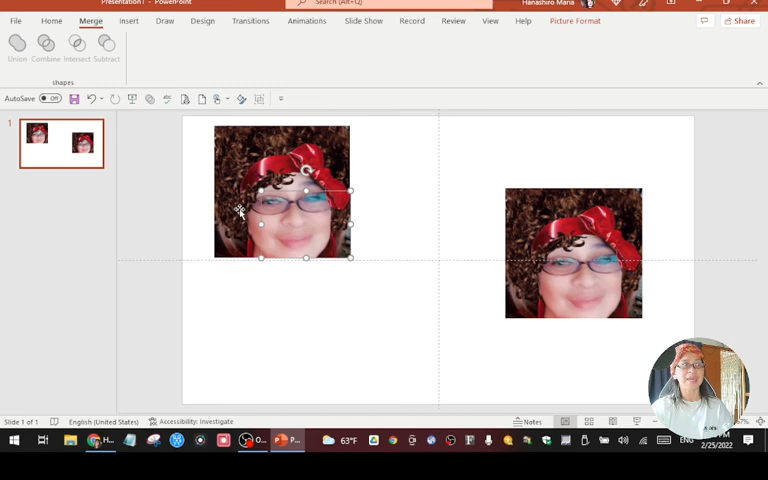 Presentation1 - PowerPoint
Search (Alt+Q)
Hanashiro Maria
File Home Merge Insert Draw Design Transitions Animations Slide Show Record Review View Help Picture Format
Share
Union Combine Intersect Subtract
shapes
AutoSave Off
1
Slide 1 of 1 English (United States) Accessibility: Investigate Notes
H... O... P... 63°F ENG
2/25/2022